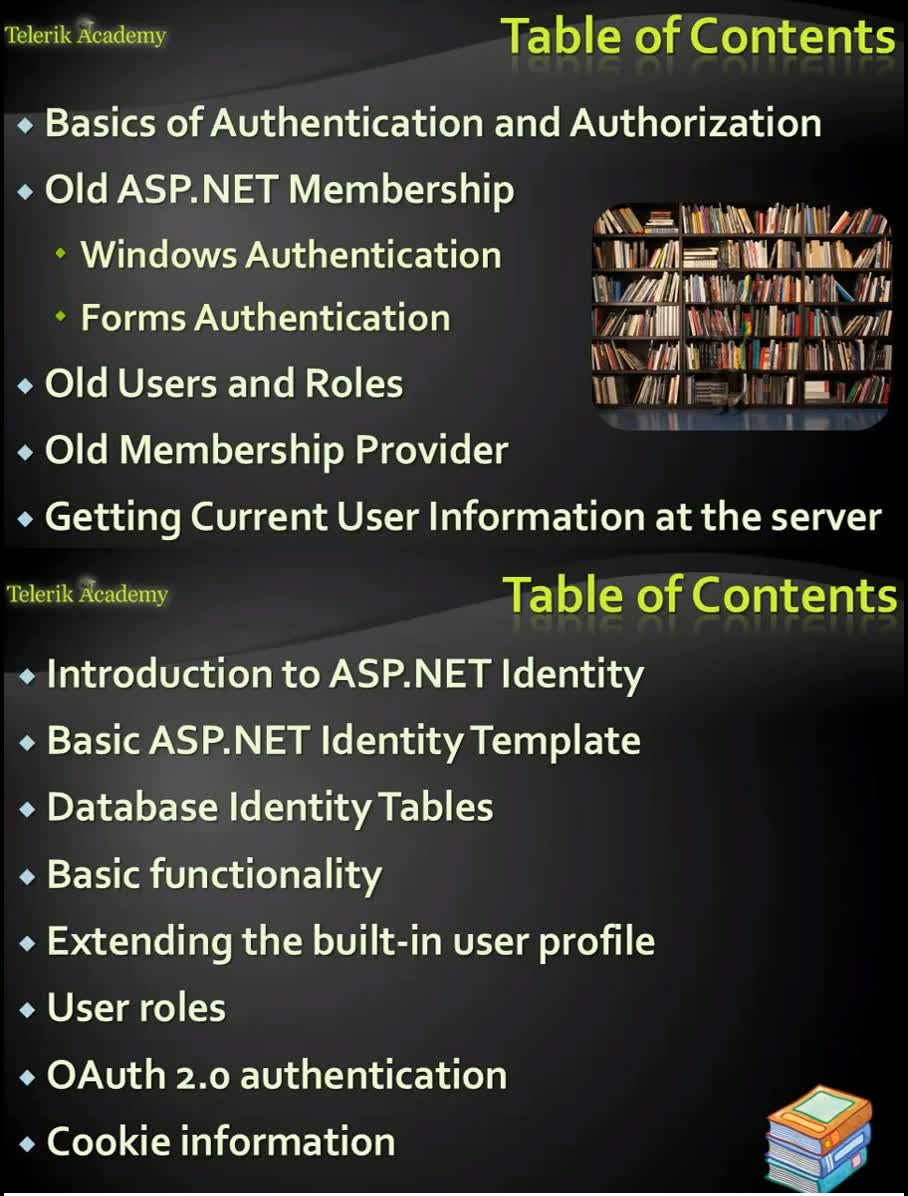 Telerik Academy
Table of Contents
Basics of Authentication and Authorization
Old ASP.NET Membership
Windows Authentication
Forms Authentication
Old Users and Roles
Old Membership Provider
Getting Current User Information at the server
Telerik Academy
Table of Contents
Introduction to ASP.NET Identity
Basic ASP.NET Identity Template
Database Identity Tables
Basic functionality
Extending the built-in user profile
User roles
OAuth 2.0 authentication
Cookie information